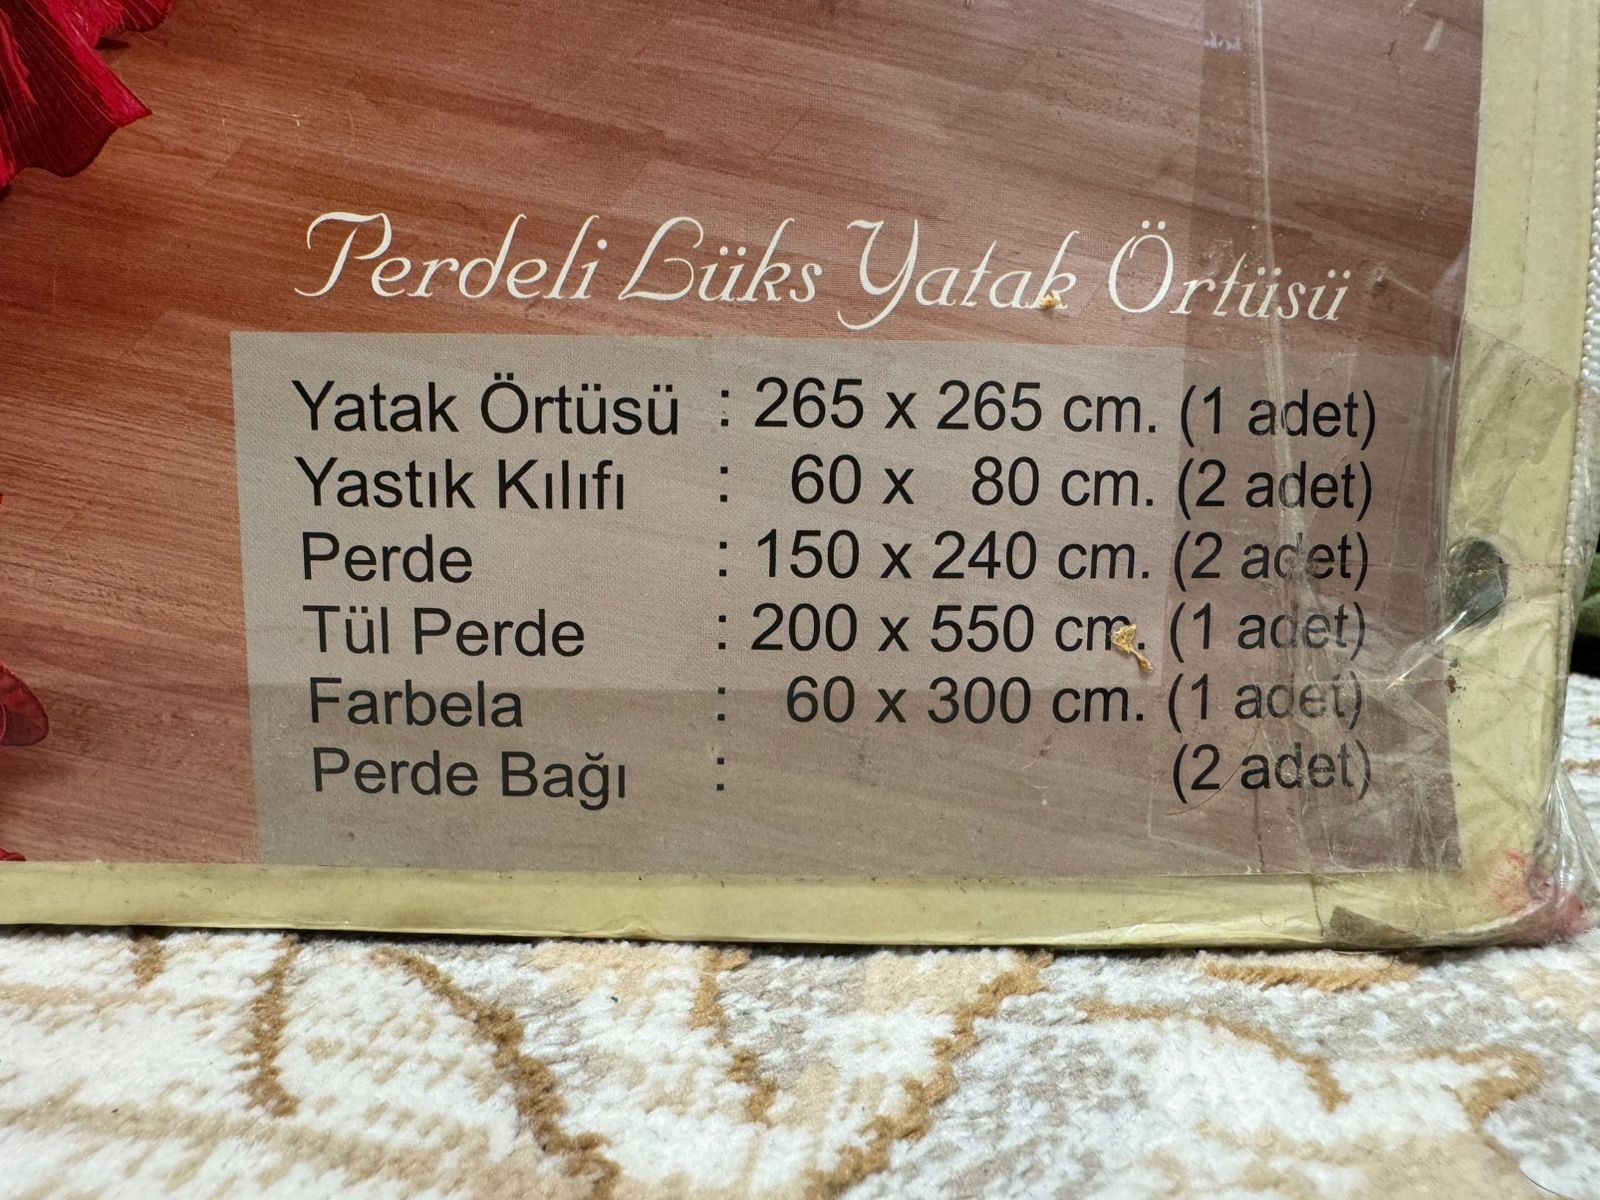 Perdeli Lüks Yatak Örtüsü
Yatak Örtüsü : 265 x 265 cm. (1 adet)
Yastık Kılıfı : 60 x 80 cm. (2 adet)
Perde : 150 x 240 cm. (2 adet)
Tül Perde : 200 x 550 cm. (1 adet)
Farbela : 60 x 300 cm. (1 adet)
Perde Bağı : (2 adet)